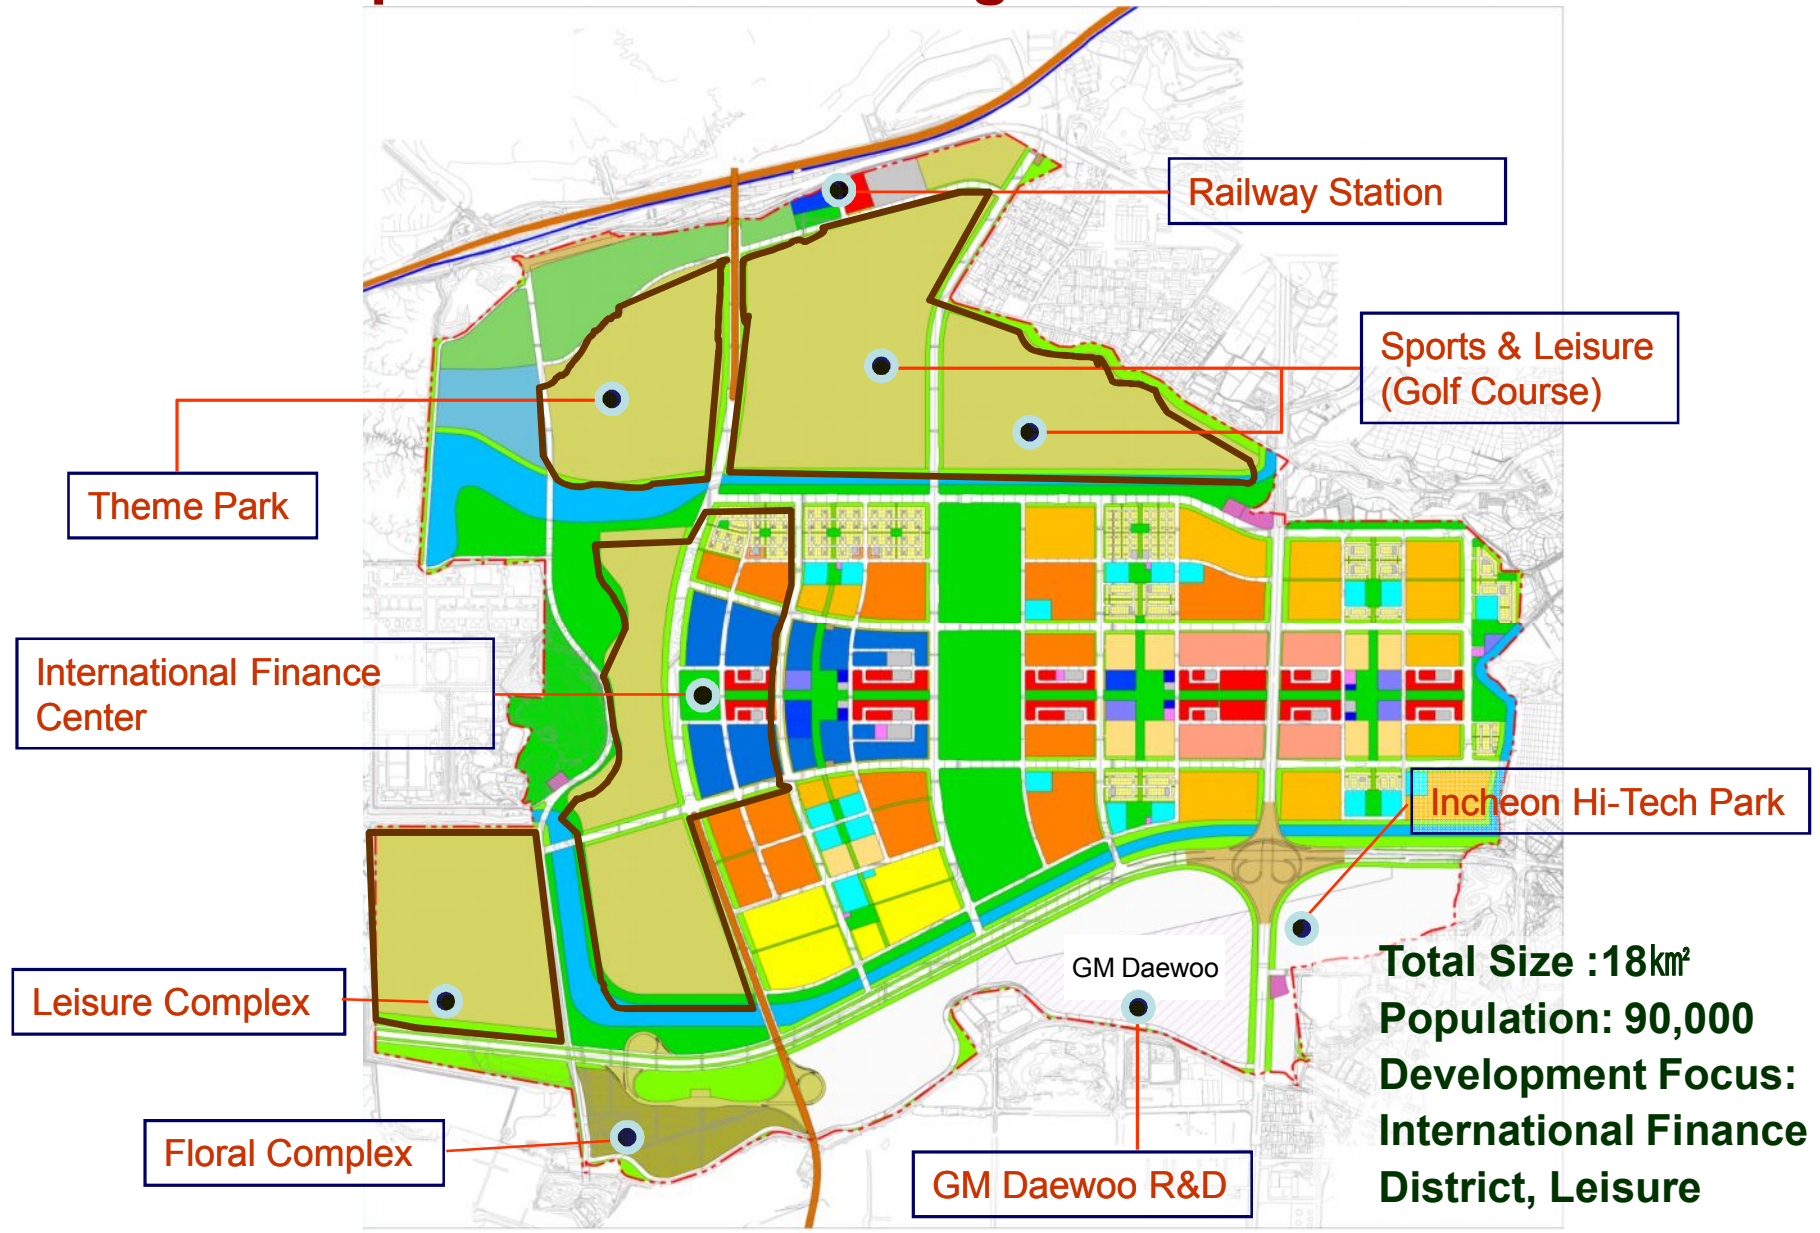 Railway Station
Sports & Leisure
(Golf Course)
Theme Park
International Finance
Center
Incheon Hi-Tech Park
GM Daewoo
Leisure Complex
Floral Complex
GM Daewoo R&D
Total Size :18㎢
Population: 90,000
Development Focus:
International Finance
District, Leisure